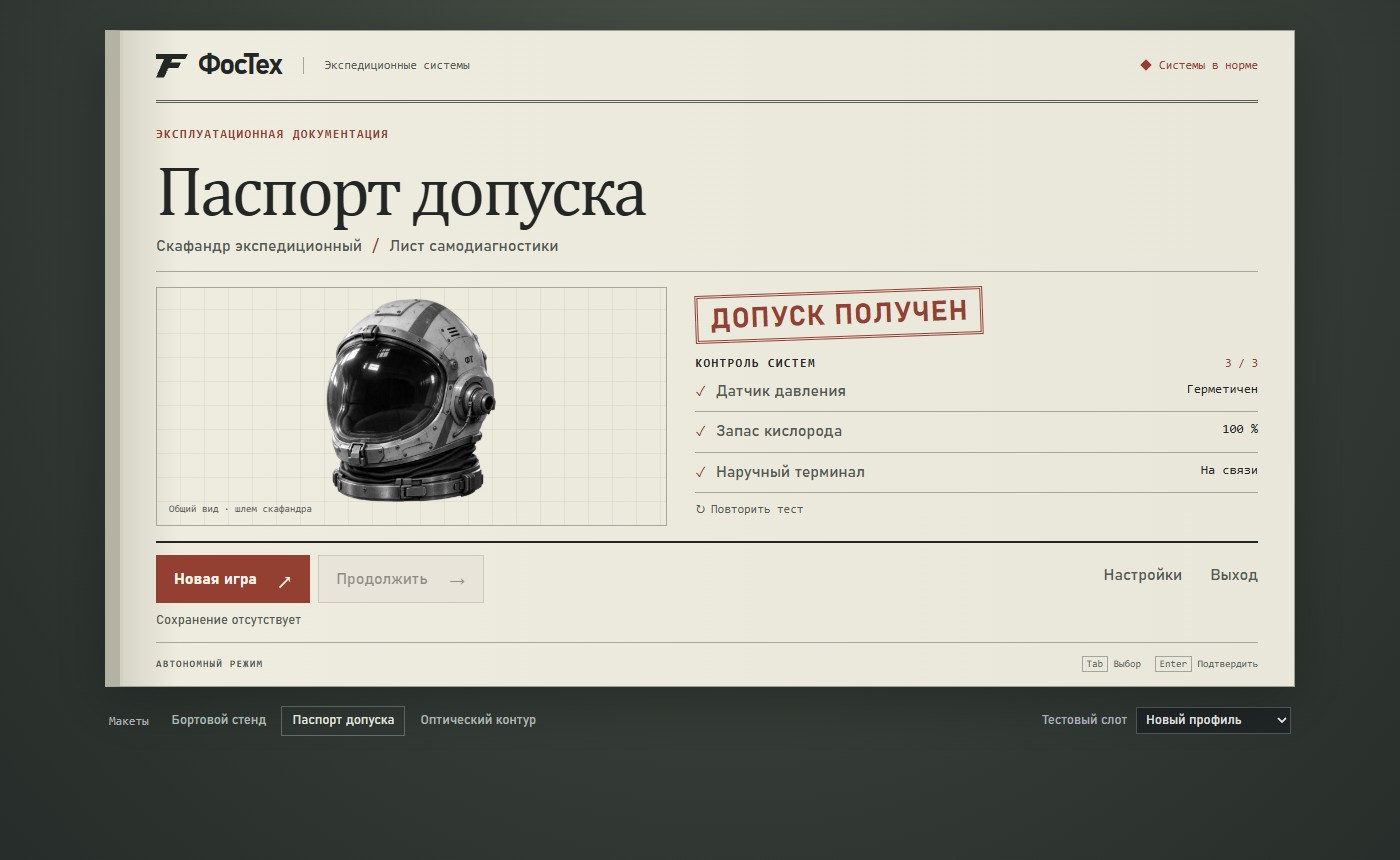 ФосТех
Экспедиционные системы
Системы в норме
ЭКСПЛУАТАЦИОННАЯ ДОКУМЕНТАЦИЯ
Паспорт допуска
Скафандр экспедиционный / Лист самодиагностики
ФТ
Общий вид · шлем скафандра
ДОПУСК ПОЛУЧЕН
КОНТРОЛЬ СИСТЕМ 3 / 3
✓ Датчик давления Герметичен
✓ Запас кислорода 100 %
✓ Наручный терминал На связи
↻ Повторить тест
Новая игра ↗
Продолжить →
Настройки Выход
Сохранение отсутствует
АВТОНОМНЫЙ РЕЖИМ
Tab Выбор Enter Подтвердить
Макеты Бортовой стенд Паспорт допуска Оптический контур
Тестовый слот Новый профиль